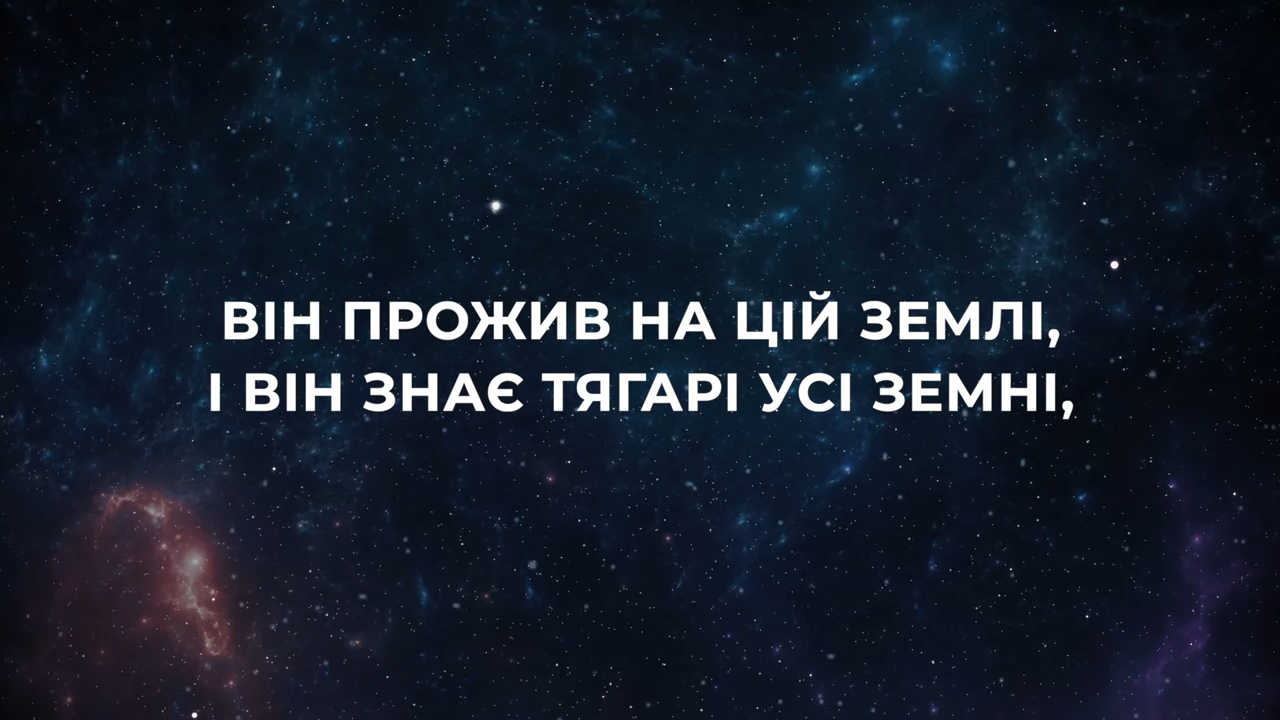 ВІН ПРОЖИВ НА ЦІЙ ЗЕМЛІ,
І ВІН ЗНАЄ ТЯГАРІ УСІ ЗЕМНІ,